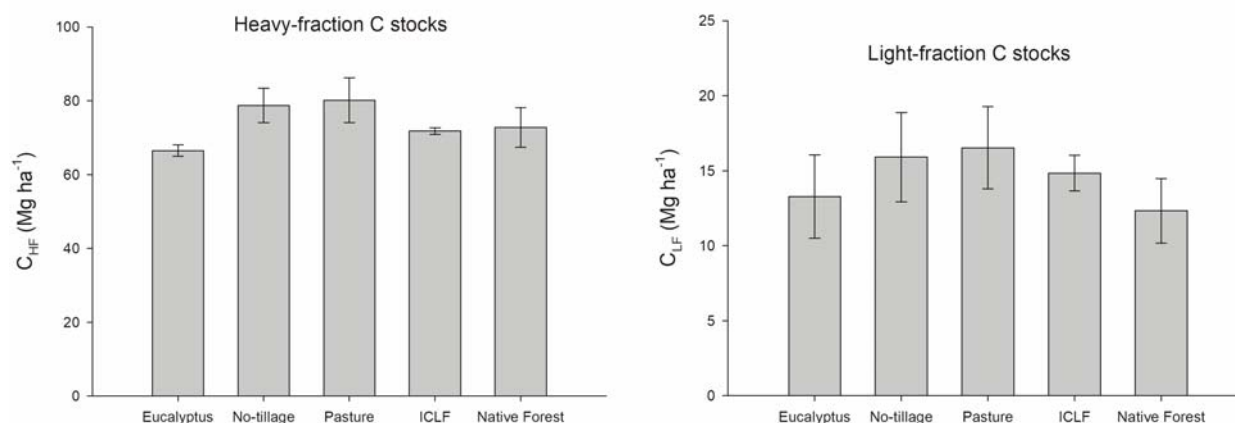 Heavy-fraction C stocks
C_HF (Mg ha⁻¹)
100
80
60
40
20
0
Eucalyptus No-tillage Pasture ICLF Native Forest
Light-fraction C stocks
C_LF (Mg ha⁻¹)
25
20
15
10
5
0
Eucalyptus No-tillage Pasture ICLF Native Forest